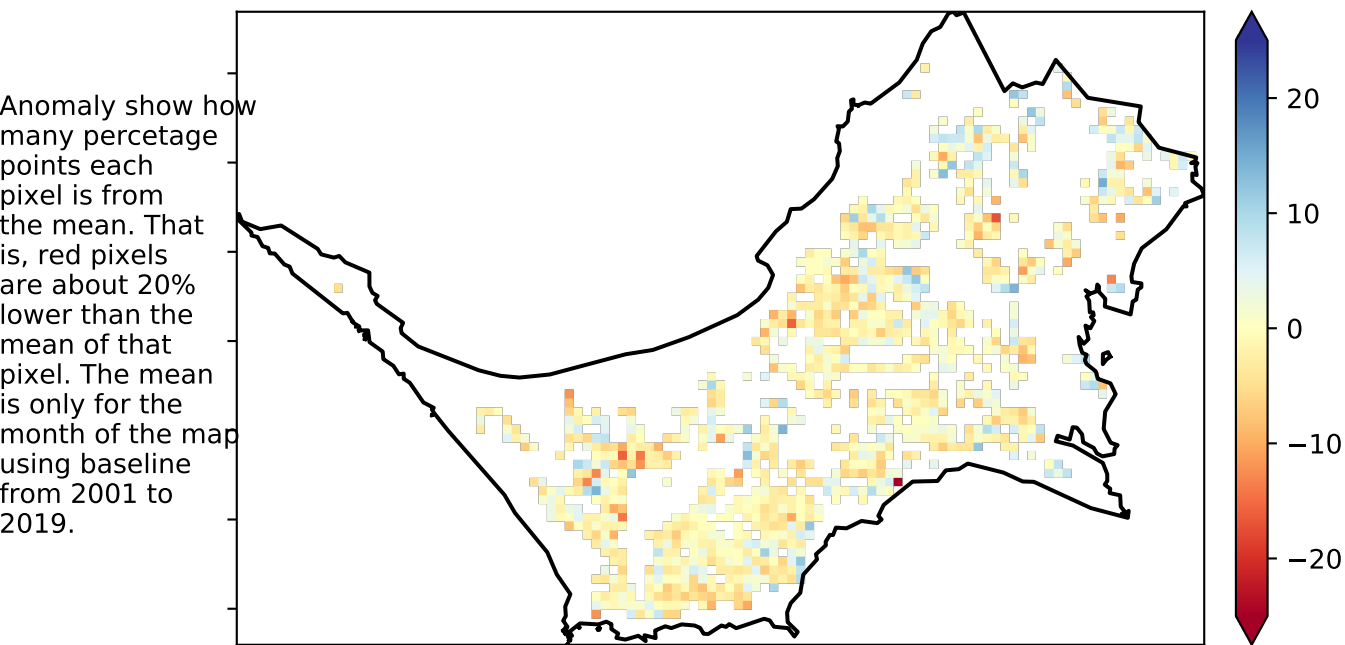 Anomaly show how
many percetage
points each
pixel is from
the mean. That
is, red pixels
are about 20%
lower than the
mean of that
pixel. The mean
is only for the
month of the map
using baseline
from 2001 to
2019.
20
10
0
−10
−20